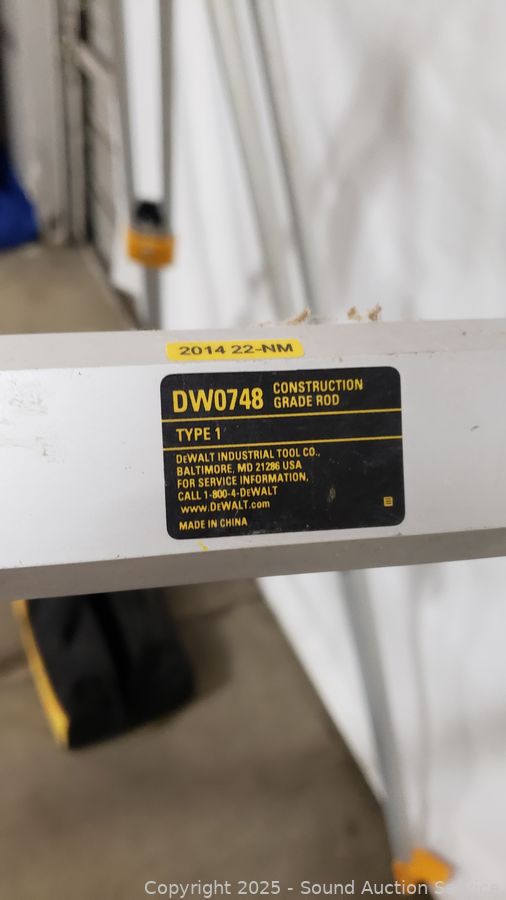 2014 22-NM
DW0748 CONSTRUCTION
GRADE ROD
TYPE 1
DEWALT INDUSTRIAL TOOL CO.,
BALTIMORE, MD 21286 USA
FOR SERVICE INFORMATION,
CALL 1-800-4-DEWALT
www.DEWALT.com
MADE IN CHINA
Copyright 2025 - Sound Auction Service